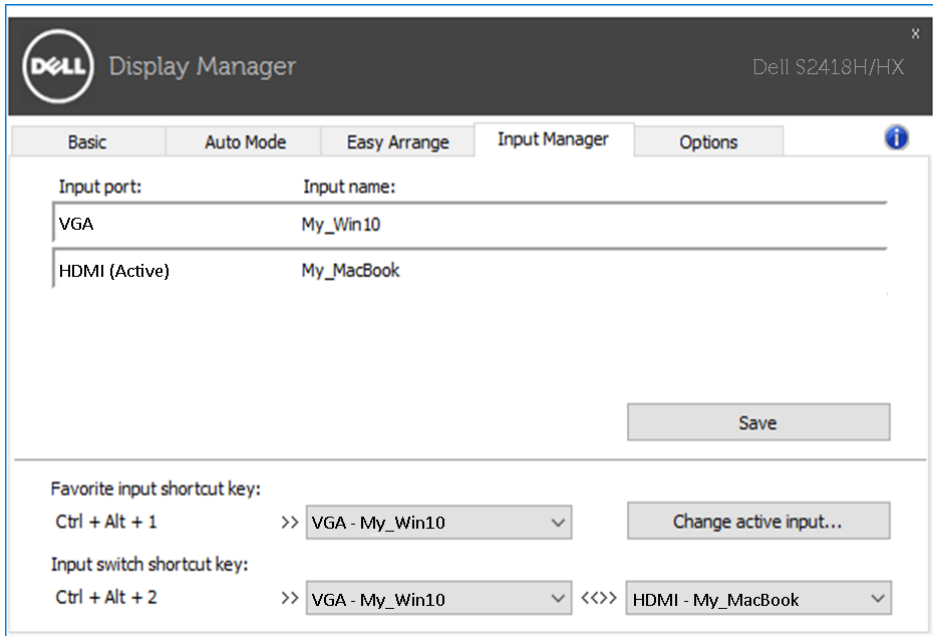 x
DELL Display Manager Dell S2418H/HX
Basic Auto Mode Easy Arrange Input Manager Options i
Input port: Input name:
VGA My_Win10
HDMI (Active) My_MacBook
Save
Favorite input shortcut key:
Ctrl + Alt + 1 >> VGA - My_Win10 Change active input...
Input switch shortcut key:
Ctrl + Alt + 2 >> VGA - My_Win10 <<>> HDMI - My_MacBook